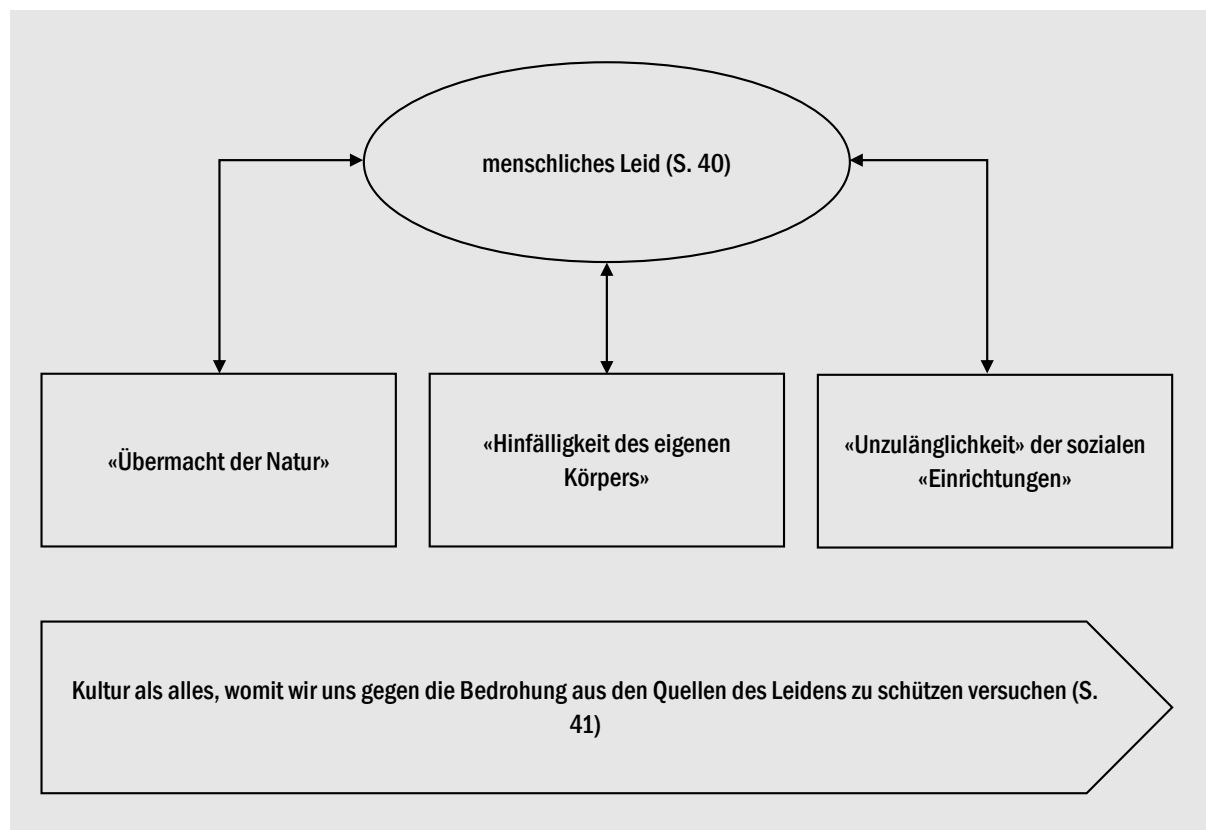 menschliches Leid (S. 40)
«Übermacht der Natur»
«Hinfälligkeit des eigenen
Körpers»
«Unzulänglichkeit» der sozialen
«Einrichtungen»
Kultur als alles, womit wir uns gegen die Bedrohung aus den Quellen des Leidens zu schützen versuchen (S.
41)